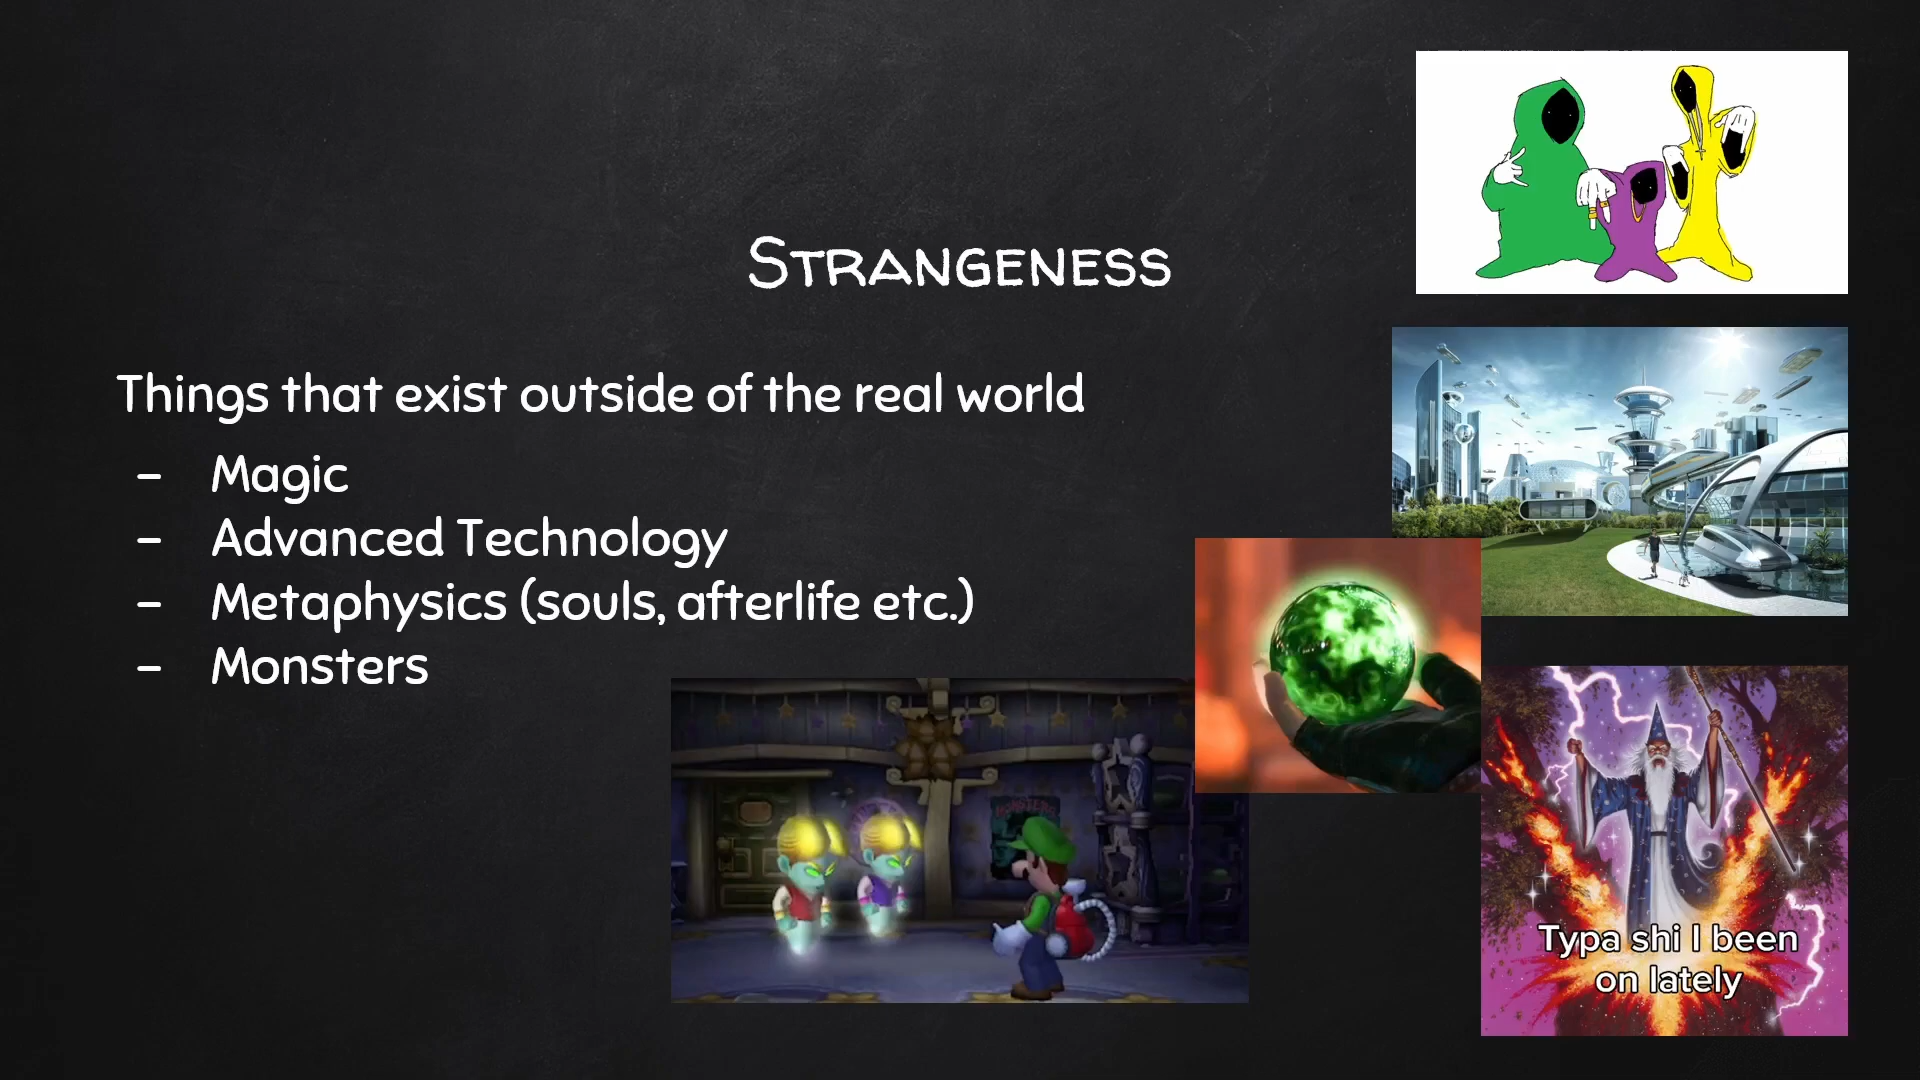 Strangeness
Things that exist outside of the real world
- Magic
- Advanced Technology
- Metaphysics (souls, afterlife etc.)
- Monsters
MONSTERS
Typa shi I been
on lately